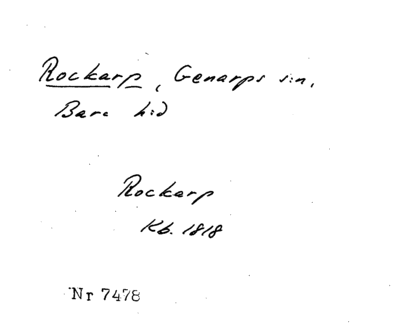 Rockarp, Genarps s:n,
Bara h:d
Rockarp
Kb. 1818
Nr 7478